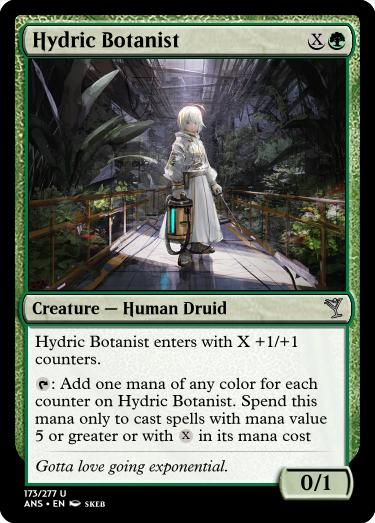 Hydric Botanist X
Creature — Human Druid
Hydric Botanist enters with X +1/+1
counters.
: Add one mana of any color for each
counter on Hydric Botanist. Spend this
mana only to cast spells with mana value
5 or greater or with X in its mana cost
Gotta love going exponential.
0/1
173/277 U
ANS • EN SKEB